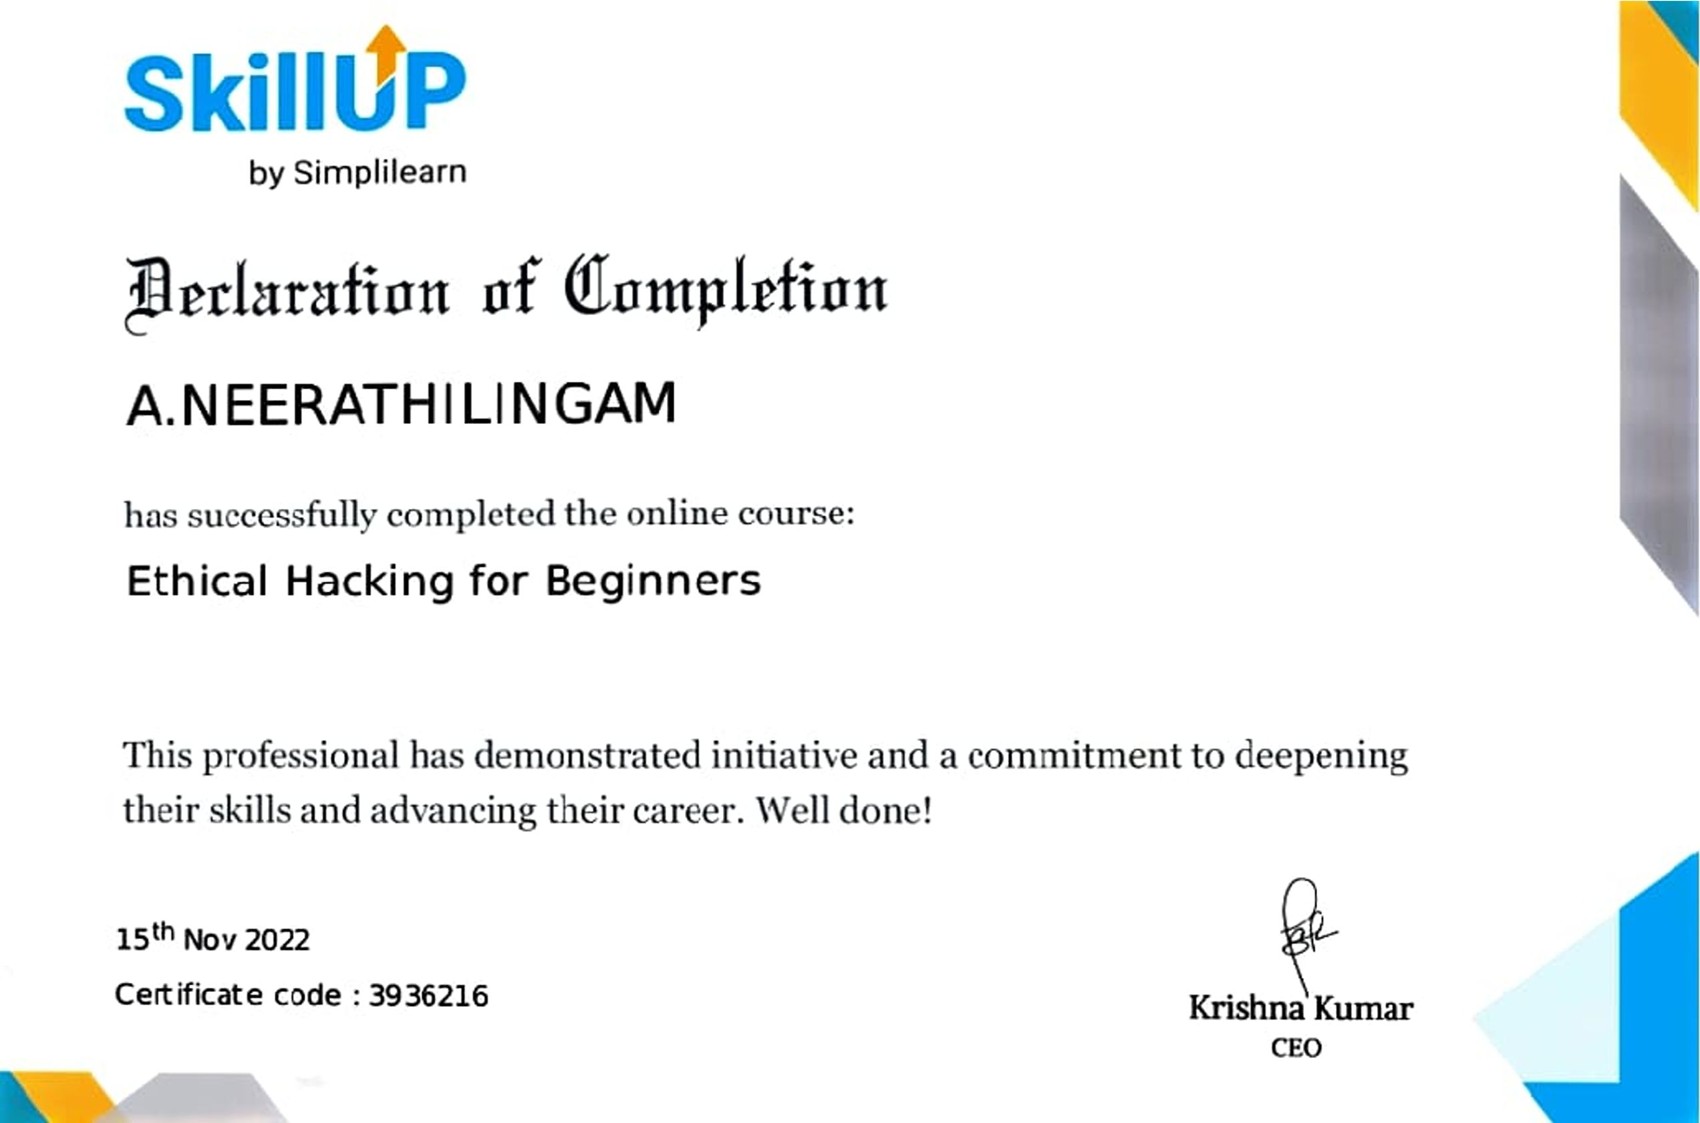 SkillUP
by Simplilearn
Declaration of Completion
A.NEERATHILINGAM
has successfully completed the online course:
Ethical Hacking for Beginners
This professional has demonstrated initiative and a commitment to deepening
their skills and advancing their career. Well done!
15th Nov 2022
Certificate code : 3936216
Krishna Kumar
CEO